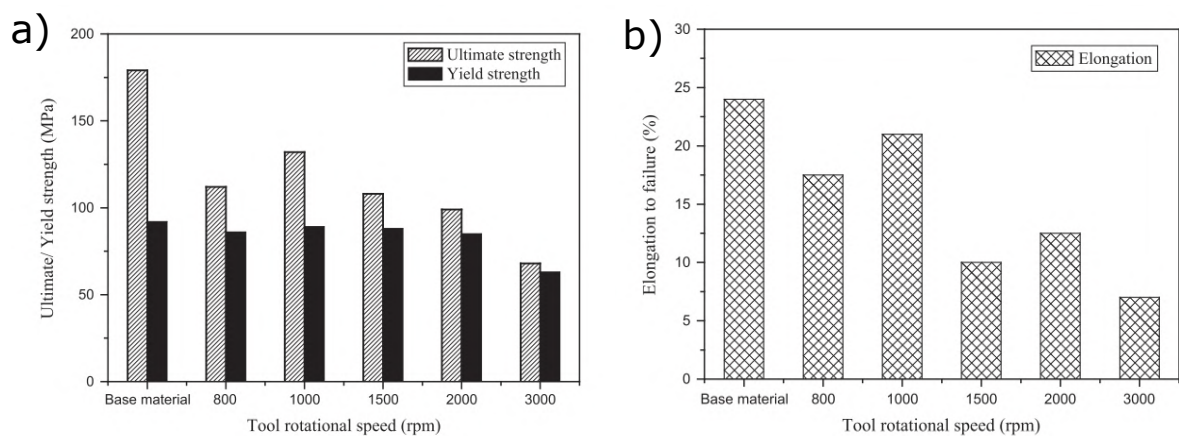 a)
200
150
100
50
0
Ultimate/ Yield strength (MPa)
Ultimate strength
Yield strength
Base material 800 1000 1500 2000 3000
Tool rotational speed (rpm)
b)
30
25
20
15
10
5
0
Elongation to failure (%)
Elongation
Base material 800 1000 1500 2000 3000
Tool rotational speed (rpm)